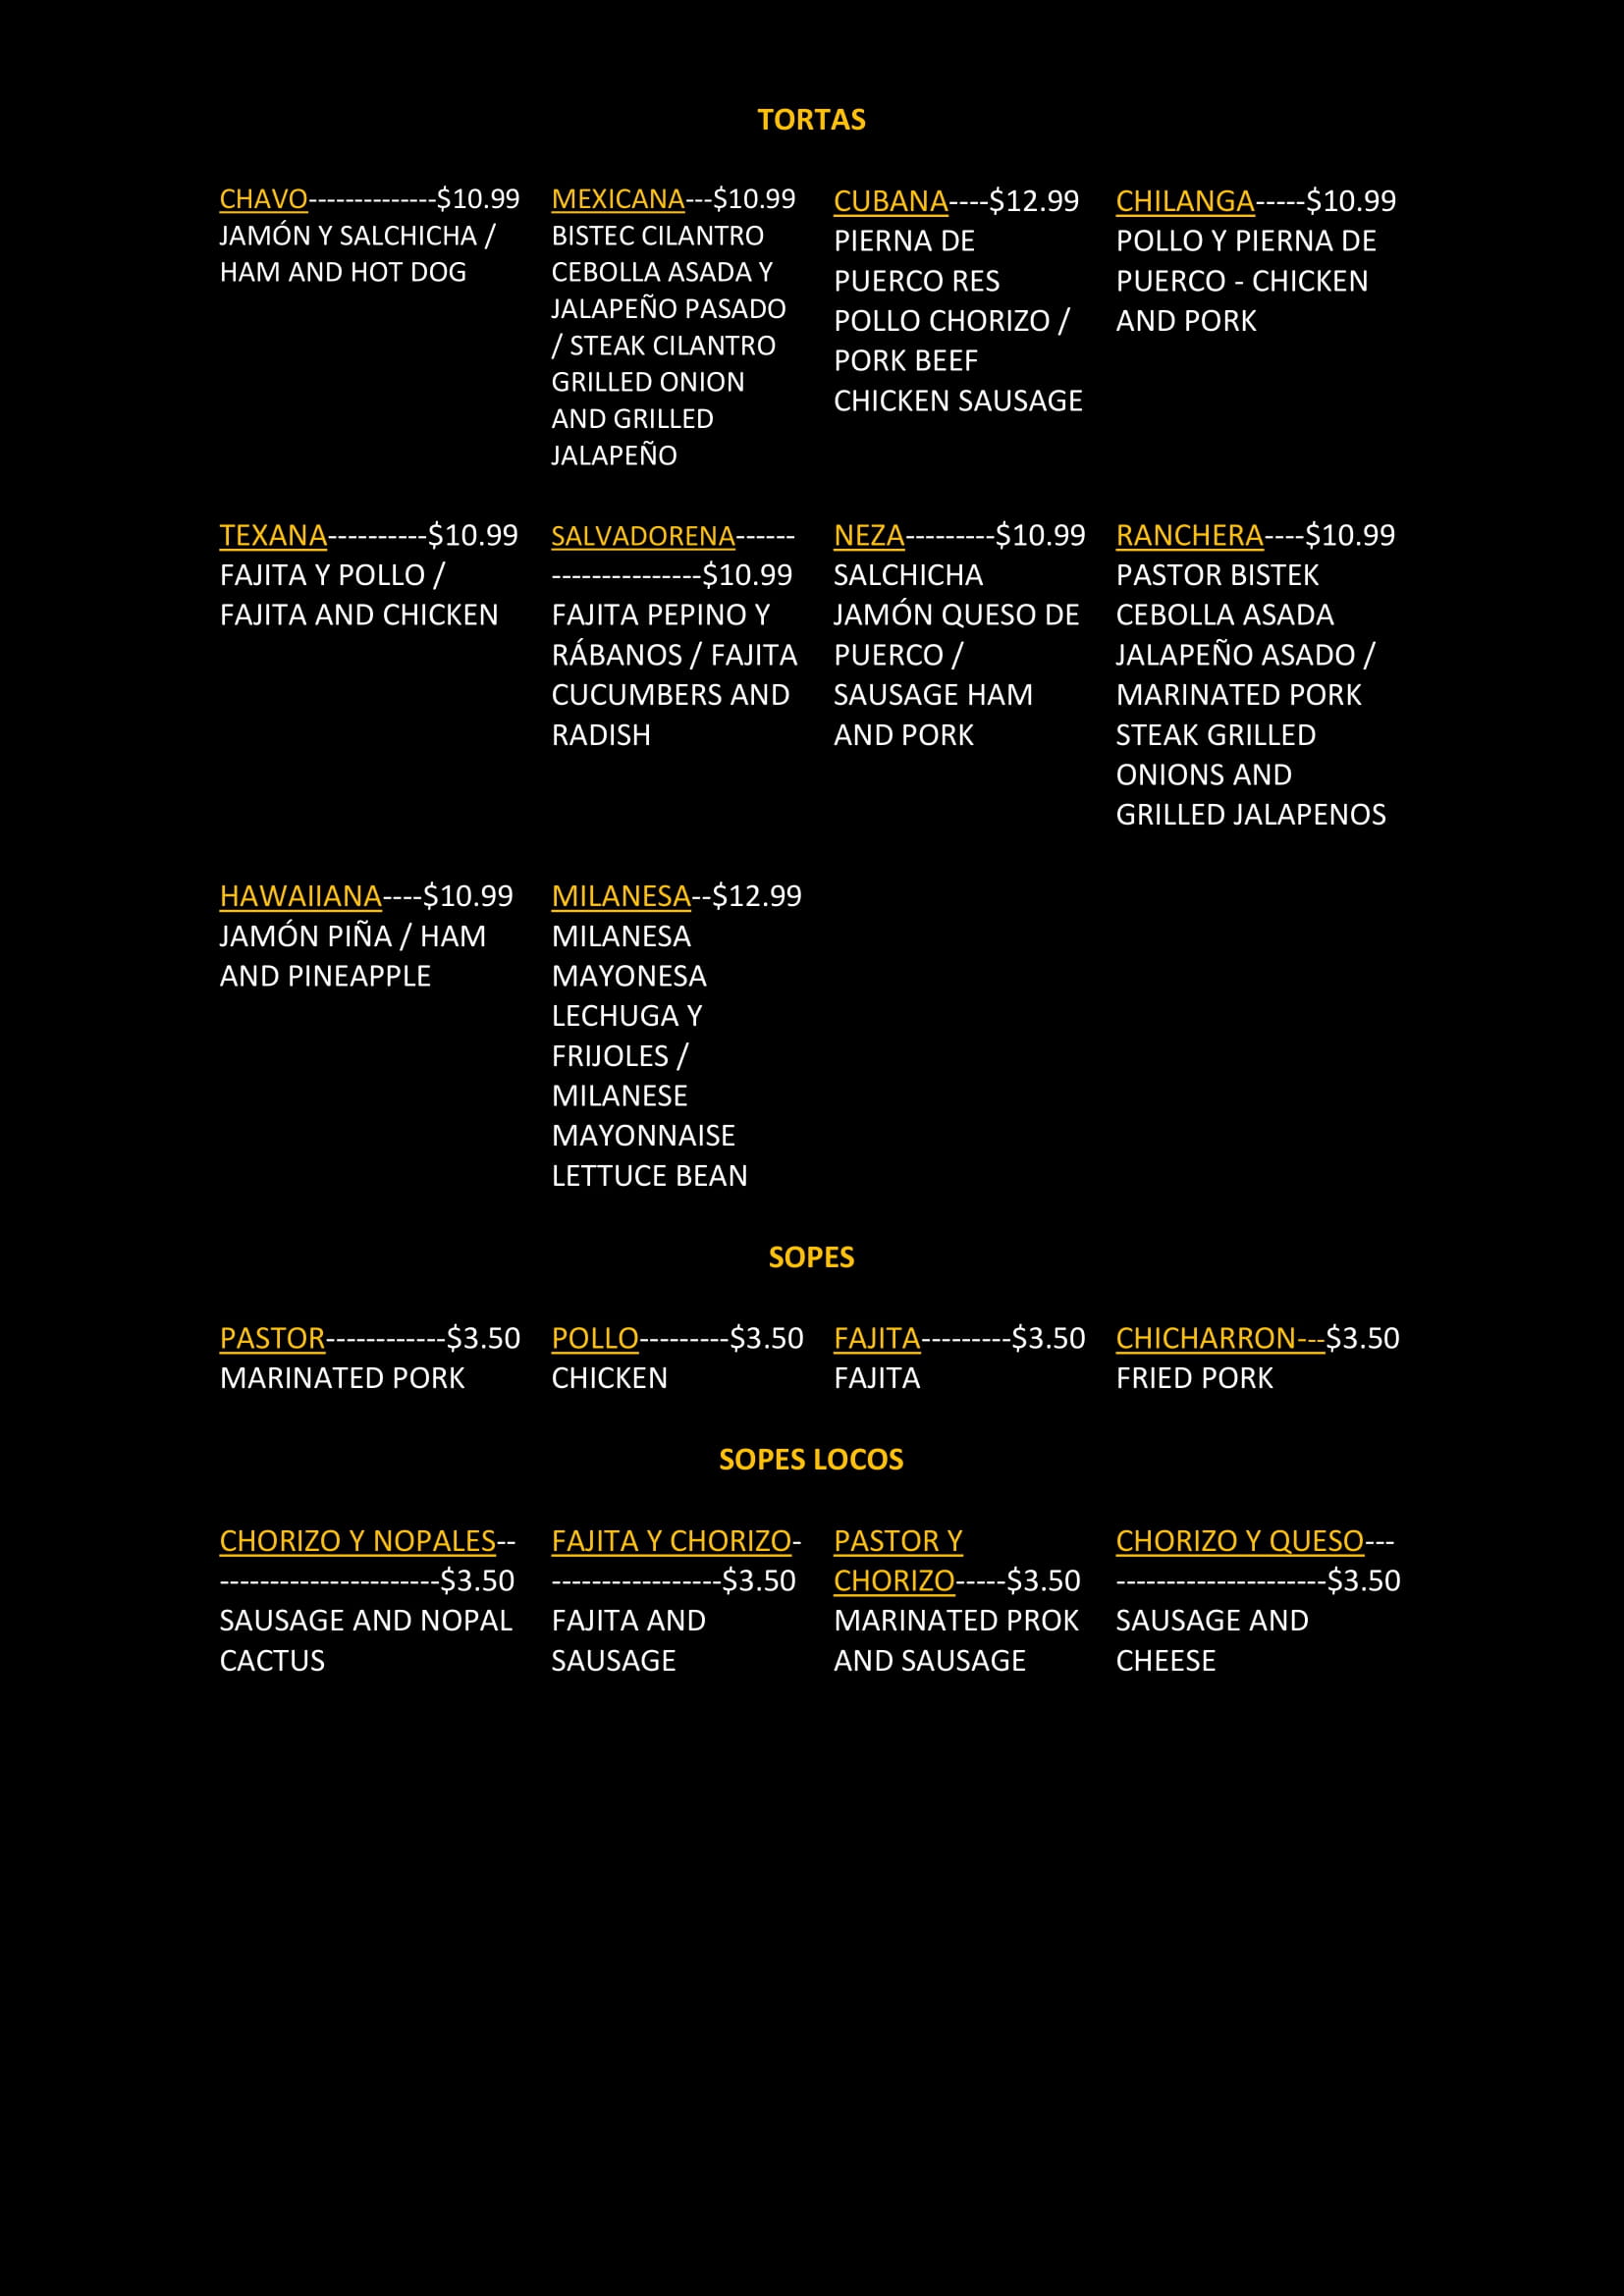 TORTAS
CHAVO--------------$10.99
JAMÓN Y SALCHICHA /
HAM AND HOT DOG
MEXICANA---$10.99
BISTEC CILANTRO
CEBOLLA ASADA Y
JALAPEÑO PASADO
/ STEAK CILANTRO
GRILLED ONION
AND GRILLED
JALAPEÑO
CUBANA----$12.99
PIERNA DE
PUERCO RES
POLLO CHORIZO /
PORK BEEF
CHICKEN SAUSAGE
CHILANGA-----$10.99
POLLO Y PIERNA DE
PUERCO - CHICKEN
AND PORK
TEXANA-----------$10.99
FAJITA Y POLLO /
FAJITA AND CHICKEN
SALVADORENA------
---------------$10.99
FAJITA PEPINO Y
RÁBANOS / FAJITA
CUCUMBERS AND
RADISH
NEZA---------$10.99
SALCHICHA
JAMÓN QUESO DE
PUERCO /
SAUSAGE HAM
AND PORK
RANCHERA----$10.99
PASTOR BISTEK
CEBOLLA ASADA
JALAPEÑO ASADO /
MARINATED PORK
STEAK GRILLED
ONIONS AND
GRILLED JALAPENOS
HAWAIIANA----$10.99
JAMÓN PIÑA / HAM
AND PINEAPPLE
MILANESA--$12.99
MILANESA
MAYONESA
LECHUGA Y
FRIJOLES /
MILANESE
MAYONNAISE
LETTUCE BEAN
SOPES
PASTOR------------$3.50
MARINATED PORK
POLLO---------$3.50
CHICKEN
FAJITA---------$3.50
FAJITA
CHICHARRON---$3.50
FRIED PORK
SOPES LOCOS
CHORIZO Y NOPALES--
----------------------$3.50
SAUSAGE AND NOPAL
CACTUS
FAJITA Y CHORIZO-
-----------------$3.50
FAJITA AND
SAUSAGE
PASTOR Y
CHORIZO-----$3.50
MARINATED PROK
AND SAUSAGE
CHORIZO Y QUESO---
---------------------$3.50
SAUSAGE AND
CHEESE